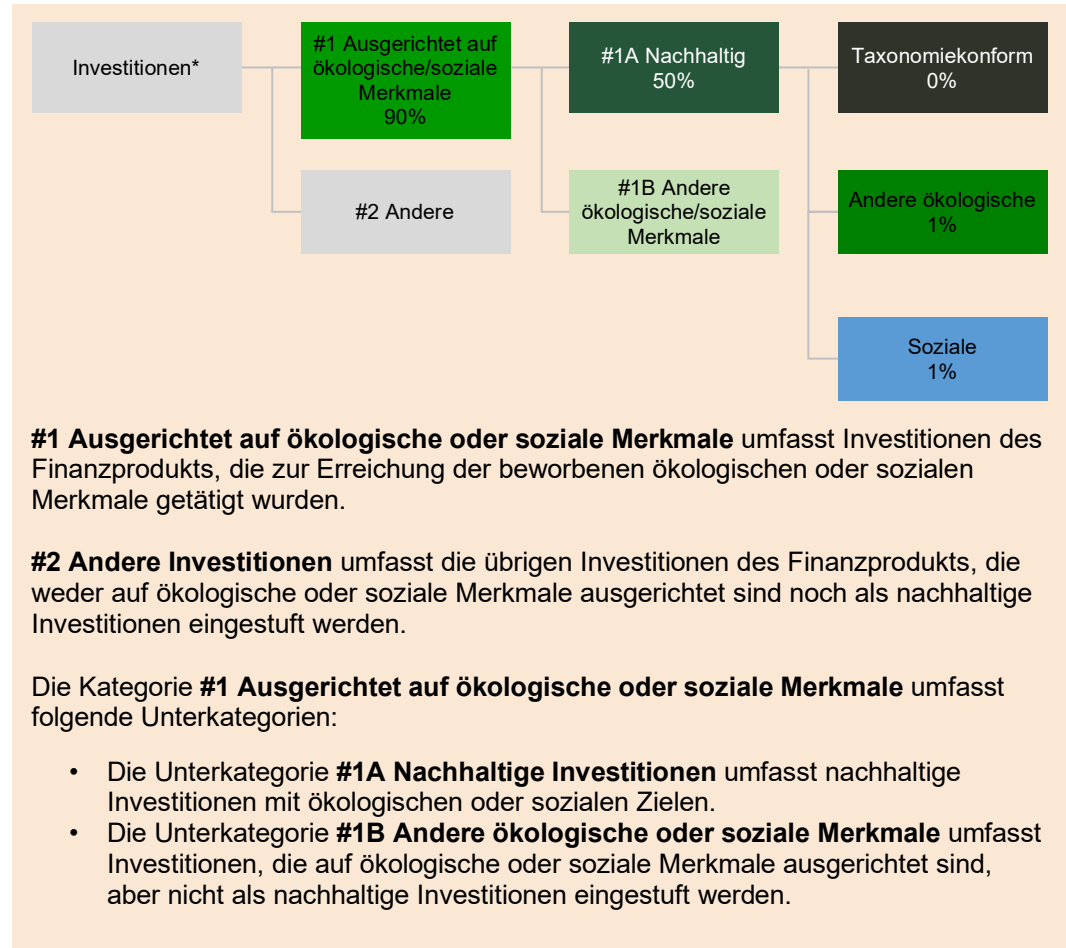 Investitionen*
#1 Ausgerichtet auf
ökologische/soziale
Merkmale
90%
#1A Nachhaltig
50%
Taxonomiekonform
0%
#2 Andere
#1B Andere
ökologische/soziale
Merkmale
Andere ökologische
1%
Soziale
1%
#1 Ausgerichtet auf ökologische oder soziale Merkmale umfasst Investitionen des
Finanzprodukts, die zur Erreichung der beworbenen ökologischen oder sozialen
Merkmale getätigt wurden.
#2 Andere Investitionen umfasst die übrigen Investitionen des Finanzprodukts, die
weder auf ökologische oder soziale Merkmale ausgerichtet sind noch als nachhaltige
Investitionen eingestuft werden.
Die Kategorie #1 Ausgerichtet auf ökologische oder soziale Merkmale umfasst
folgende Unterkategorien:
• Die Unterkategorie #1A Nachhaltige Investitionen umfasst nachhaltige
Investitionen mit ökologischen oder sozialen Zielen.
• Die Unterkategorie #1B Andere ökologische oder soziale Merkmale umfasst
Investitionen, die auf ökologische oder soziale Merkmale ausgerichtet sind,
aber nicht als nachhaltige Investitionen eingestuft werden.